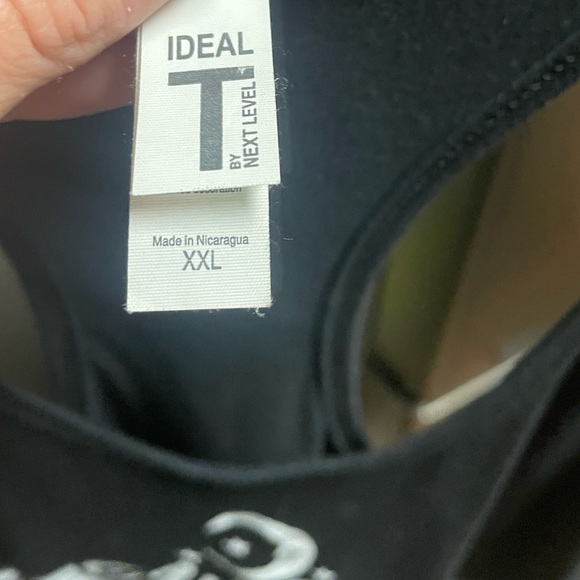 IDEAL
T
BY
NEXT LEVEL
Made in Nicaragua
XXL